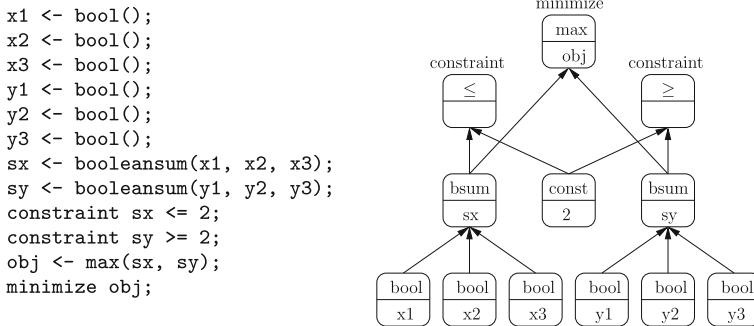 x1 <- bool();
x2 <- bool();
x3 <- bool();
y1 <- bool();
y2 <- bool();
y3 <- bool();
sx <- booleansum(x1, x2, x3);
sy <- booleansum(y1, y2, y3);
constraint sx <= 2;
constraint sy >= 2;
obj <- max(sx, sy);
minimize obj;
minimize
max
obj
constraint
≤
constraint
≥
bsum
sx
const
2
bsum
sy
bool
x1
bool
x2
bool
x3
bool
y1
bool
y2
bool
y3